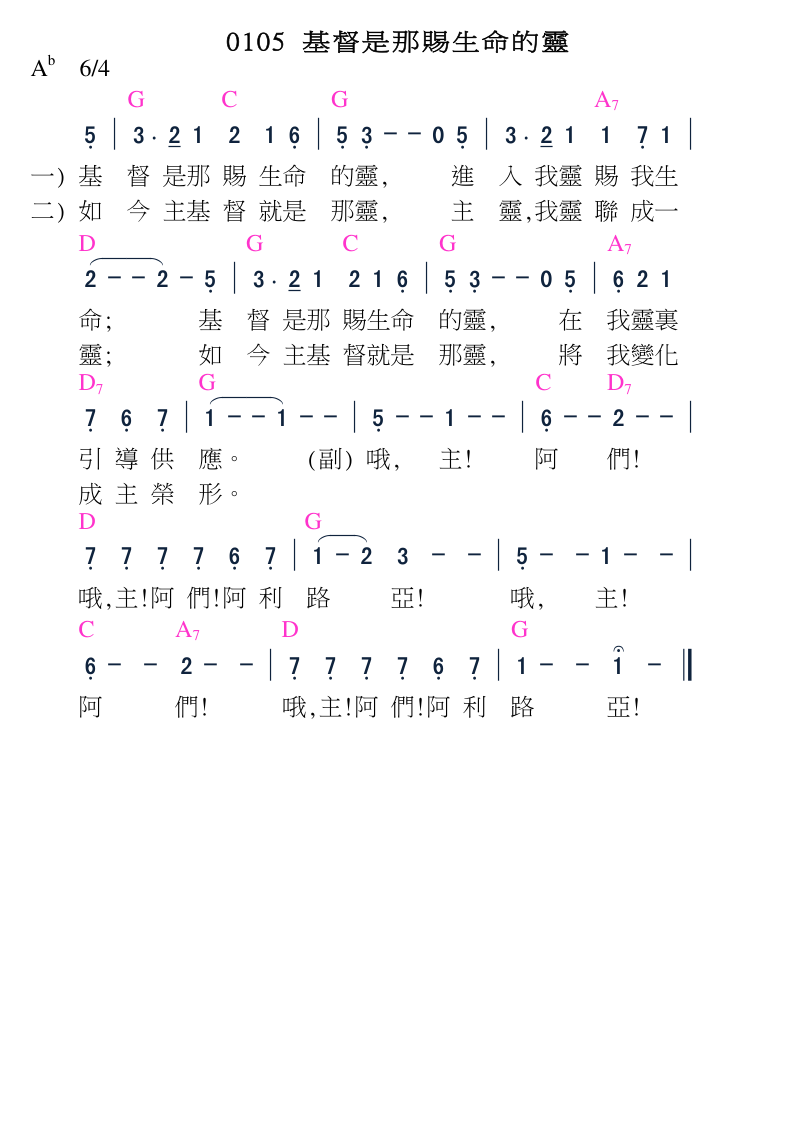 0105 基督是那賜生命的靈
A♭ 6/4
G C G A7
5̣ | 3 · 2 1 2 1 6̣ | 5̣ 3̣ - - 0 5̣ | 3 · 2 1 1 7̣ 1 |
一) 基 督 是那 賜 生命 的靈, 進 入 我靈 賜 我生
二) 如 今 主基 督 就是 那靈, 主 靈,我靈 聯 成一
D G C G A7
2 - - 2 - 5̣ | 3 · 2 1 2 1 6̣ | 5̣ 3̣ - - 0 5̣ | 6̣ 2 1
命; 基 督 是那 賜生命 的靈, 在 我靈裏
靈; 如 今 主基 督就是 那靈, 將 我變化
D7 G C D7
7̣ 6̣ 7̣ | 1 - - 1 - - | 5̣ - - 1 - - | 6̣ - - 2 - - |
引 導 供 應。 (副) 哦, 主! 阿 們!
成 主 榮 形。
D G
7̣ 7̣ 7̣ 7̣ 6̣ 7̣ | 1 - 2 3 - - | 5̣ - - 1 - - |
哦,主!阿 們!阿 利 路 亞! 哦, 主!
C A7 D G
6̣ - - 2 - - | 7̣ 7̣ 7̣ 7̣ 6̣ 7̣ | 1 - - 1 - ‖
阿 們! 哦,主!阿 們!阿 利 路 亞!